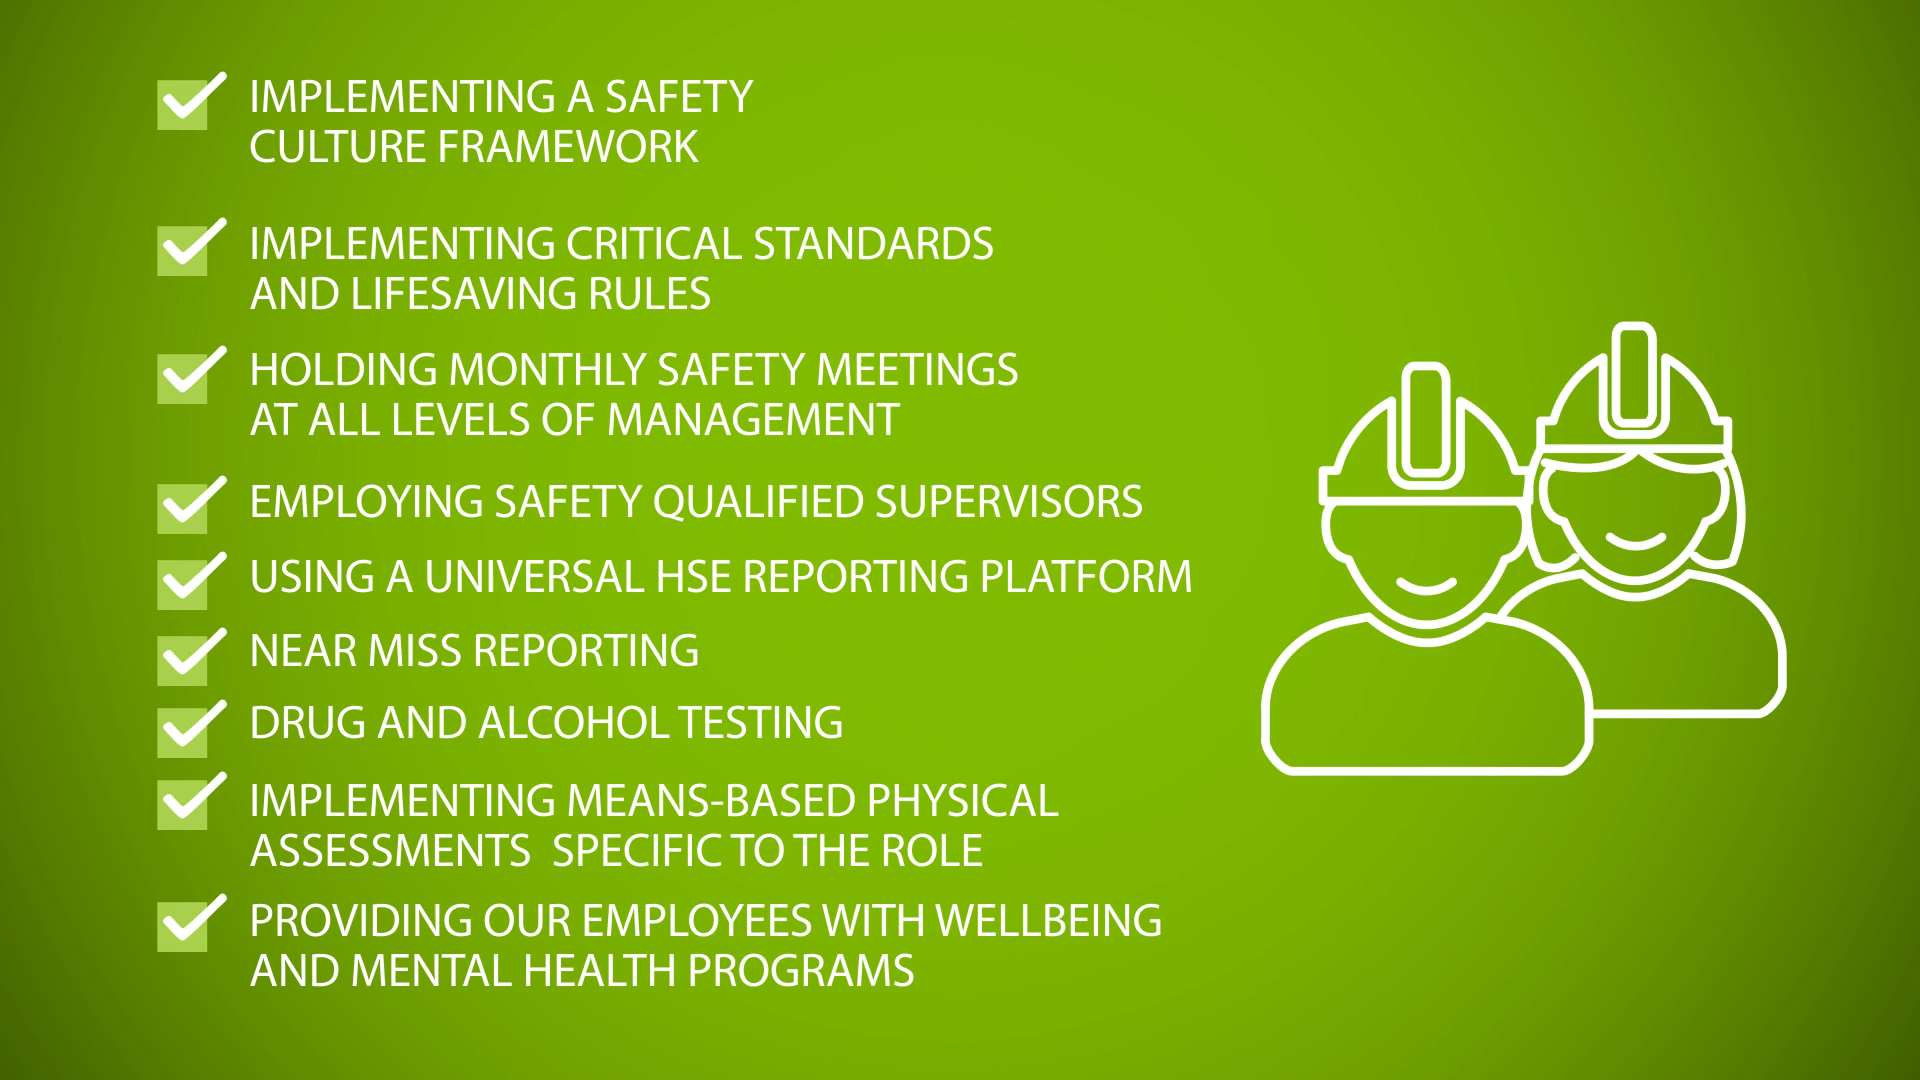 IMPLEMENTING A SAFETY
CULTURE FRAMEWORK
IMPLEMENTING CRITICAL STANDARDS
AND LIFESAVING RULES
HOLDING MONTHLY SAFETY MEETINGS
AT ALL LEVELS OF MANAGEMENT
EMPLOYING SAFETY QUALIFIED SUPERVISORS
USING A UNIVERSAL HSE REPORTING PLATFORM
NEAR MISS REPORTING
DRUG AND ALCOHOL TESTING
IMPLEMENTING MEANS-BASED PHYSICAL
ASSESSMENTS  SPECIFIC TO THE ROLE
PROVIDING OUR EMPLOYEES WITH WELLBEING
AND MENTAL HEALTH PROGRAMS